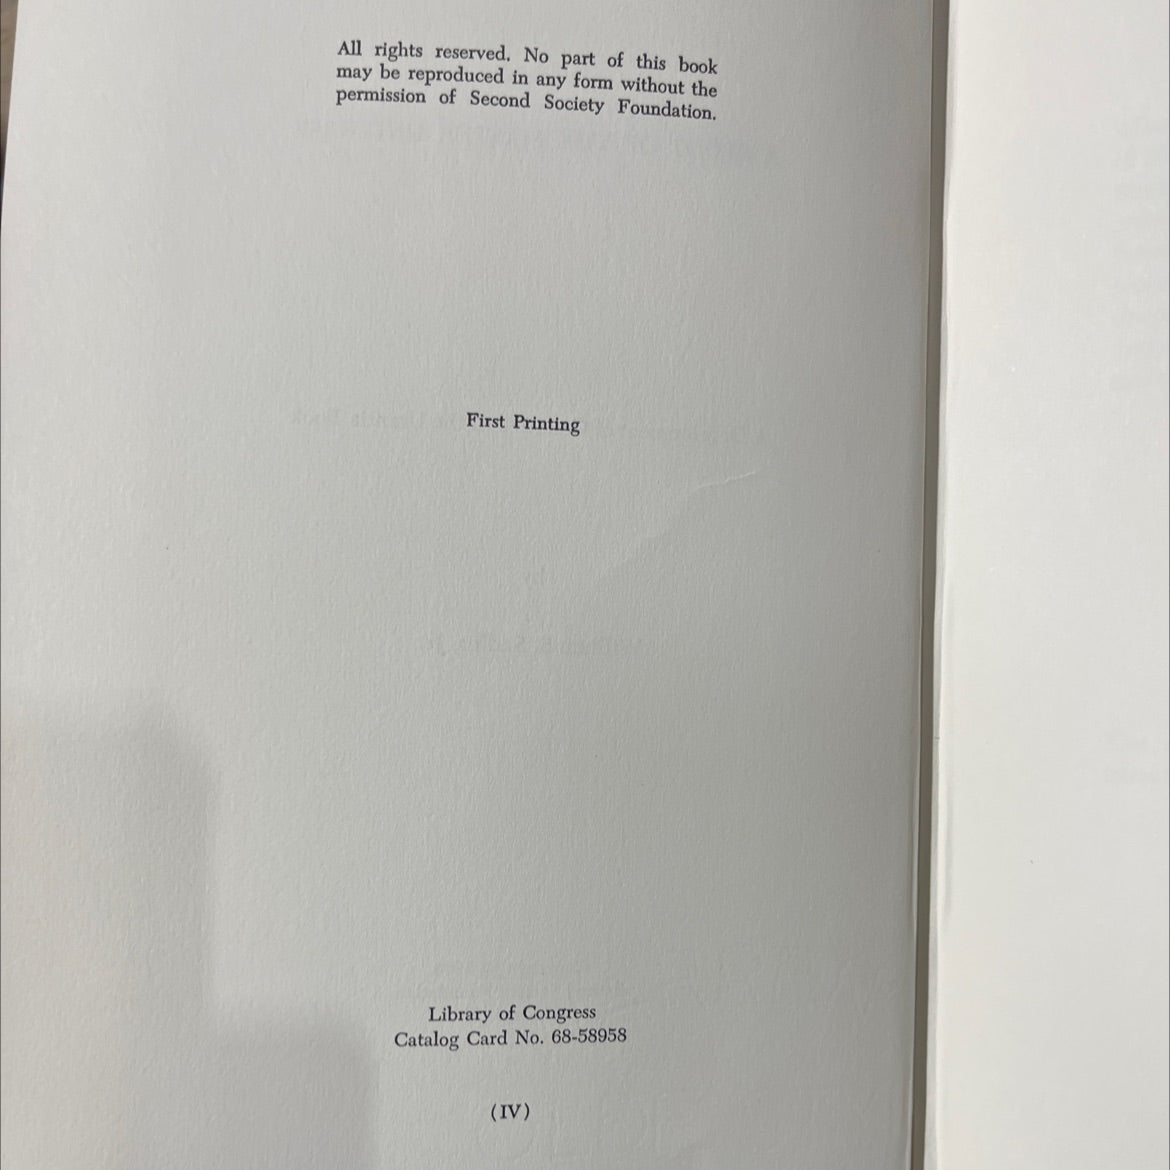 All rights reserved. No part of this book
may be reproduced in any form without the
permission of Second Society Foundation.
First Printing
Library of Congress
Catalog Card No. 68-58958
(IV)